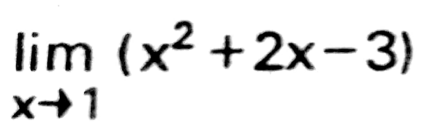 lim (x² + 2x − 3)
x→1